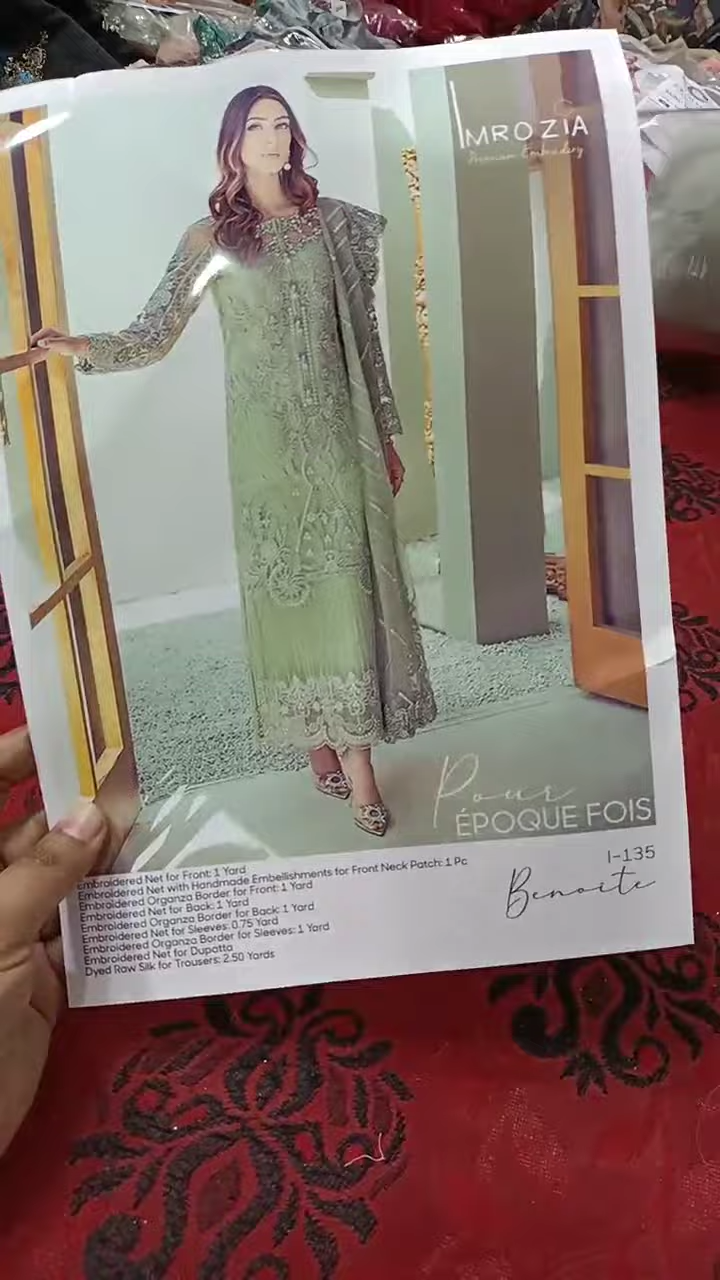 IMROZIA
Premium Embroidery
Pour
ÉPOQUE FOIS
I-135
Benoite
Embroidered Net for Front: 1 Yard
Embroidered Net with Handmade Embellishments for Front Neck Patch: 1 Pc
Embroidered Organza Border for Front: 1 Yard
Embroidered Net for Back: 1 Yard
Embroidered Organza Border for Back: 1 Yard
Embroidered Net for Sleeves: 0.75 Yard
Embroidered Organza Border for Sleeves: 1 Yard
Embroidered Net for Dupatta
Dyed Raw Silk for Trousers: 2.50 Yards